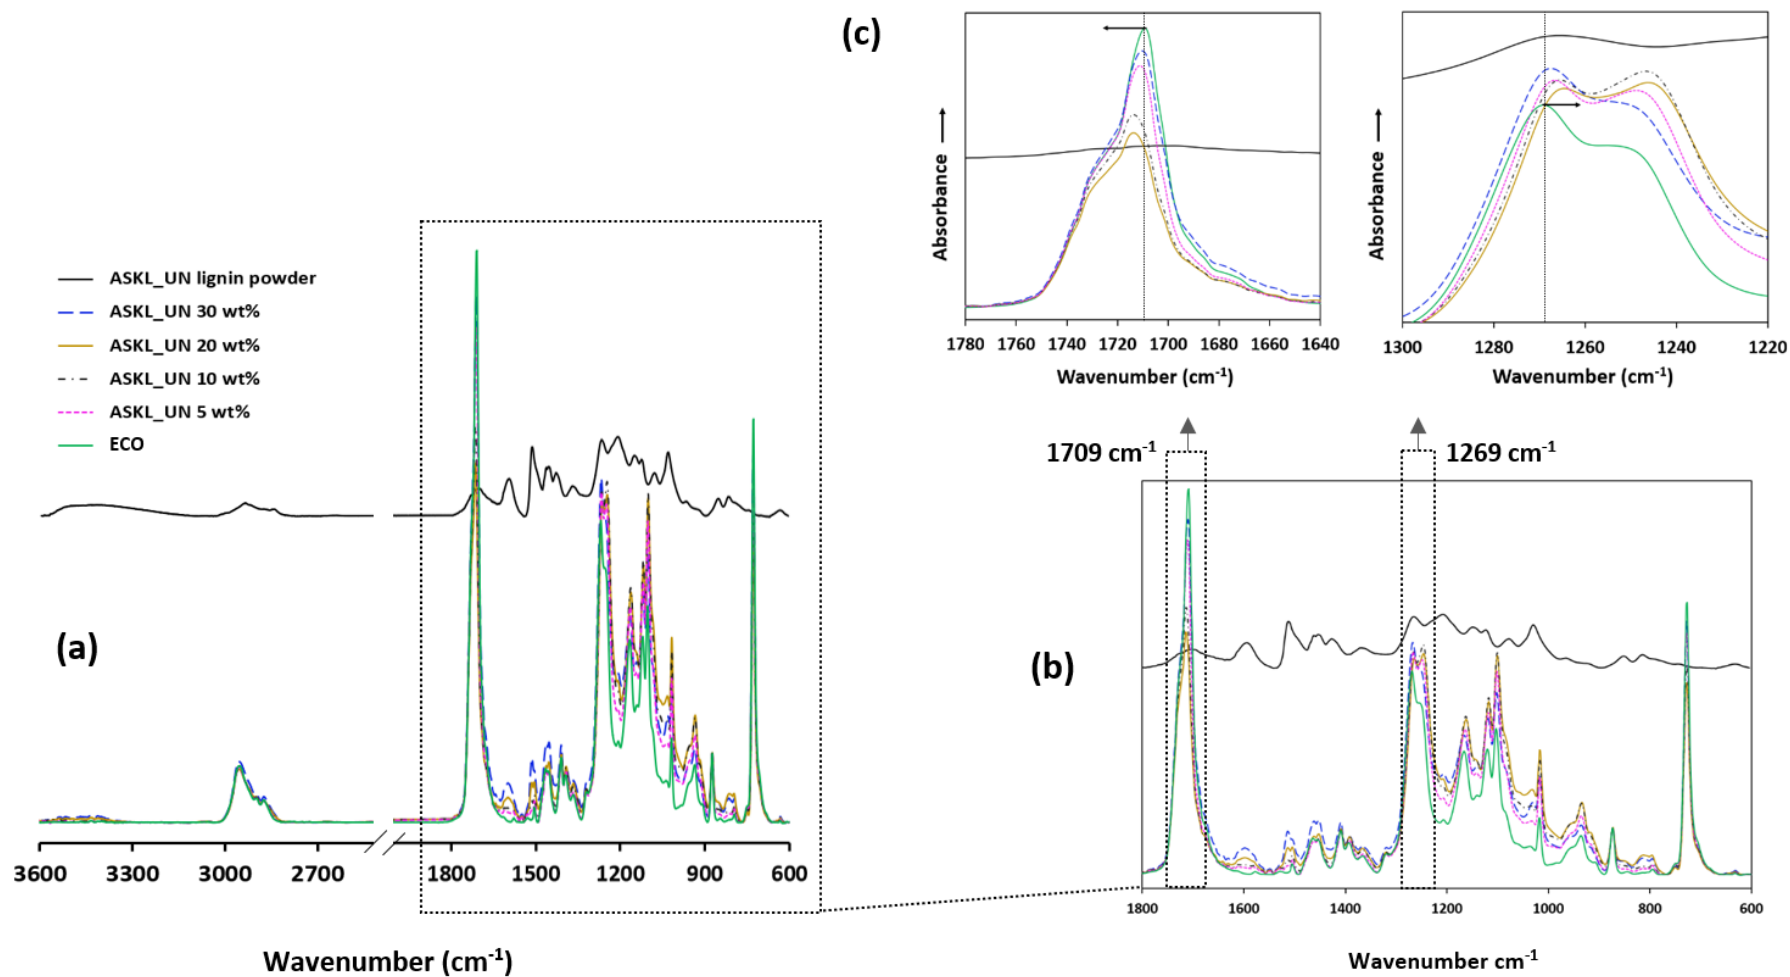 (c)
Absorbance
1780 1760 1740 1720 1700 1680 1660 1640
Wavenumber (cm-1)
Absorbance
1300 1280 1260 1240 1220
Wavenumber (cm-1)
ASKL_UN lignin powder
ASKL_UN 30 wt%
ASKL_UN 20 wt%
ASKL_UN 10 wt%
ASKL_UN 5 wt%
ECO
(a)
3600 3300 3000 2700 1800 1500 1200 900 600
Wavenumber (cm-1)
1709 cm-1
1269 cm-1
(b)
1800 1600 1400 1200 1000 800 600
Wavenumber cm-1